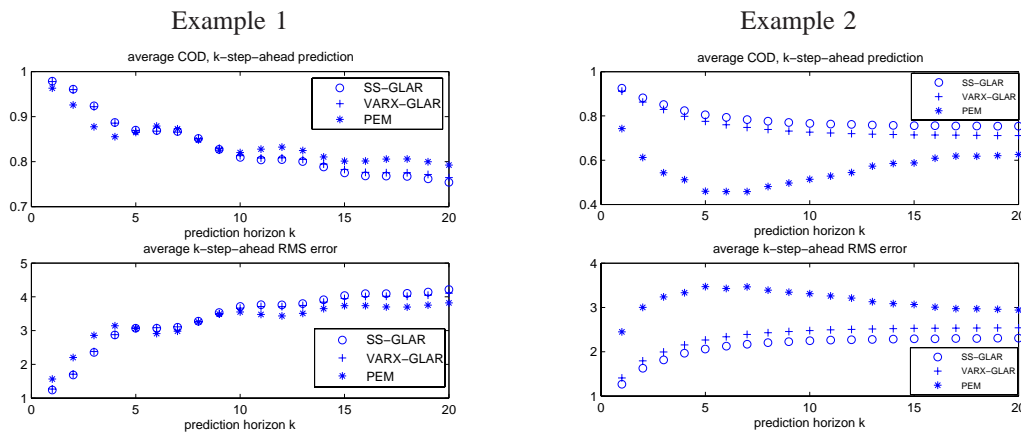 Example 1
average COD, k−step−ahead prediction
1
0.9
0.8
0.7
0 5 10 15 20
SS−GLAR
VARX−GLAR
PEM
prediction horizon k
average k−step−ahead RMS error
5
4
3
2
1
0 5 10 15 20
SS−GLAR
VARX−GLAR
PEM
prediction horizon k
Example 2
average COD, k−step−ahead prediction
1
0.8
0.6
0.4
0 5 10 15 20
SS−GLAR
VARX−GLAR
PEM
prediction horizon k
average k−step−ahead RMS error
4
3
2
1
0 5 10 15 20
SS−GLAR
VARX−GLAR
PEM
prediction horizon k